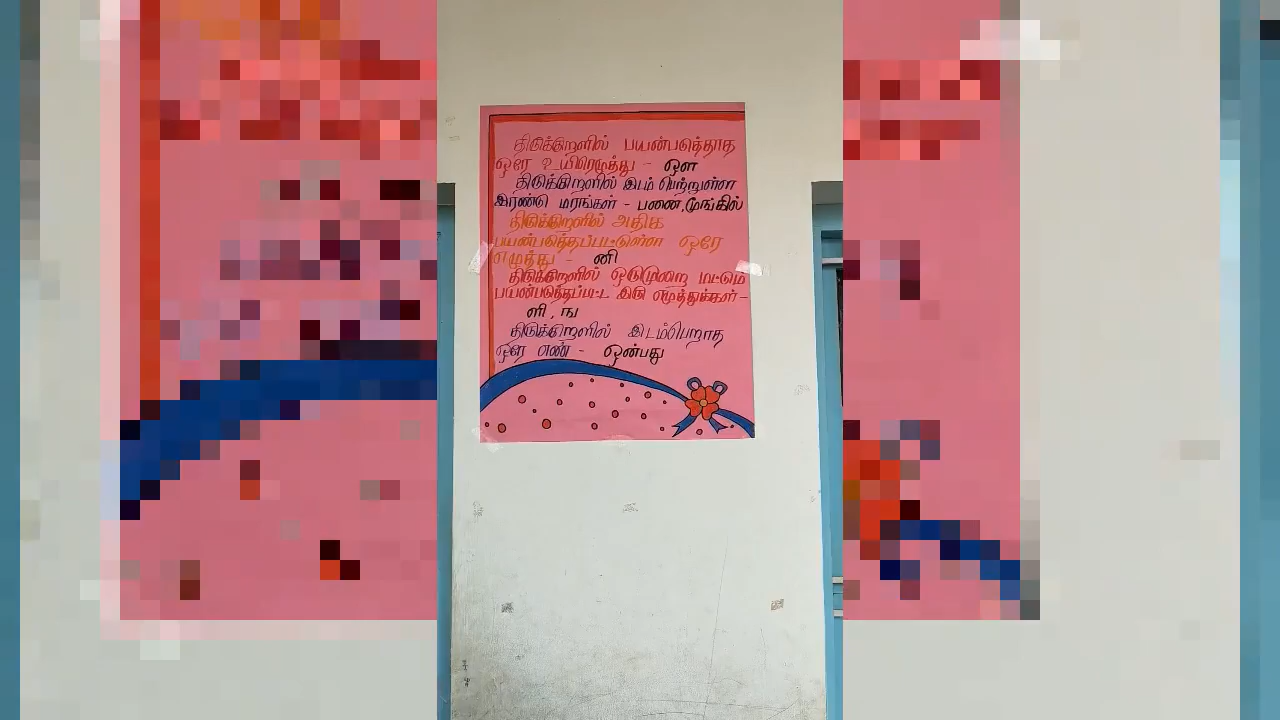 திருக்குறளில் பயன்படுத்தாத
ஒரே உயிரெழுத்து - ஔ
திருக்குறளில் இடம் பெற்றுள்ள
இரண்டு மரங்கள் - பனை, மூங்கில்
திருக்குறளில் அதிக
பயன்படுத்தப்பட்டுள்ள ஒரே
எழுத்து - னி
திருக்குறளில் ஒருமுறை மட்டும்
பயன்படுத்தப்பட்ட இரு எழுத்துக்கள் -
ளீ, ங
திருக்குறளில் இடம்பெறாத
ஒரே எண் - ஒன்பது